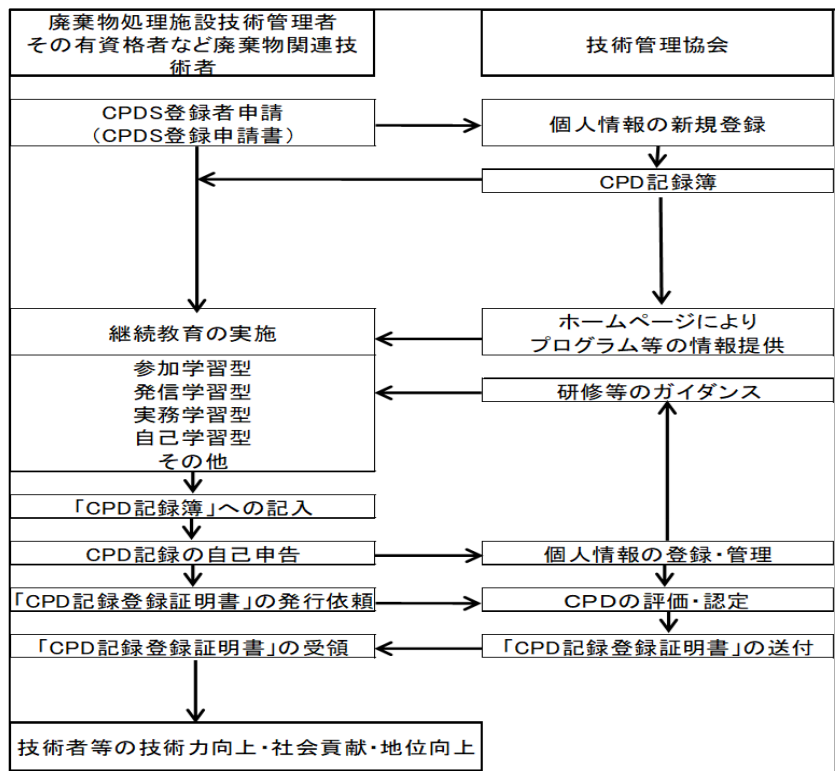 廃棄物処理施設技術管理者
その有資格者など廃棄物関連技
術者
技術管理協会
CPDS登録者申請
（CPDS登録申請書）
個人情報の新規登録
CPD記録簿
継続教育の実施
ホームページにより
プログラム等の情報提供
参加学習型
発信学習型
実務学習型
自己学習型
その他
研修等のガイダンス
「CPD記録簿」への記入
CPD記録の自己申告
個人情報の登録・管理
「CPD記録登録証明書」の発行依頼
CPDの評価・認定
「CPD記録登録証明書」の受領
「CPD記録登録証明書」の送付
技術者等の技術力向上・社会貢献・地位向上